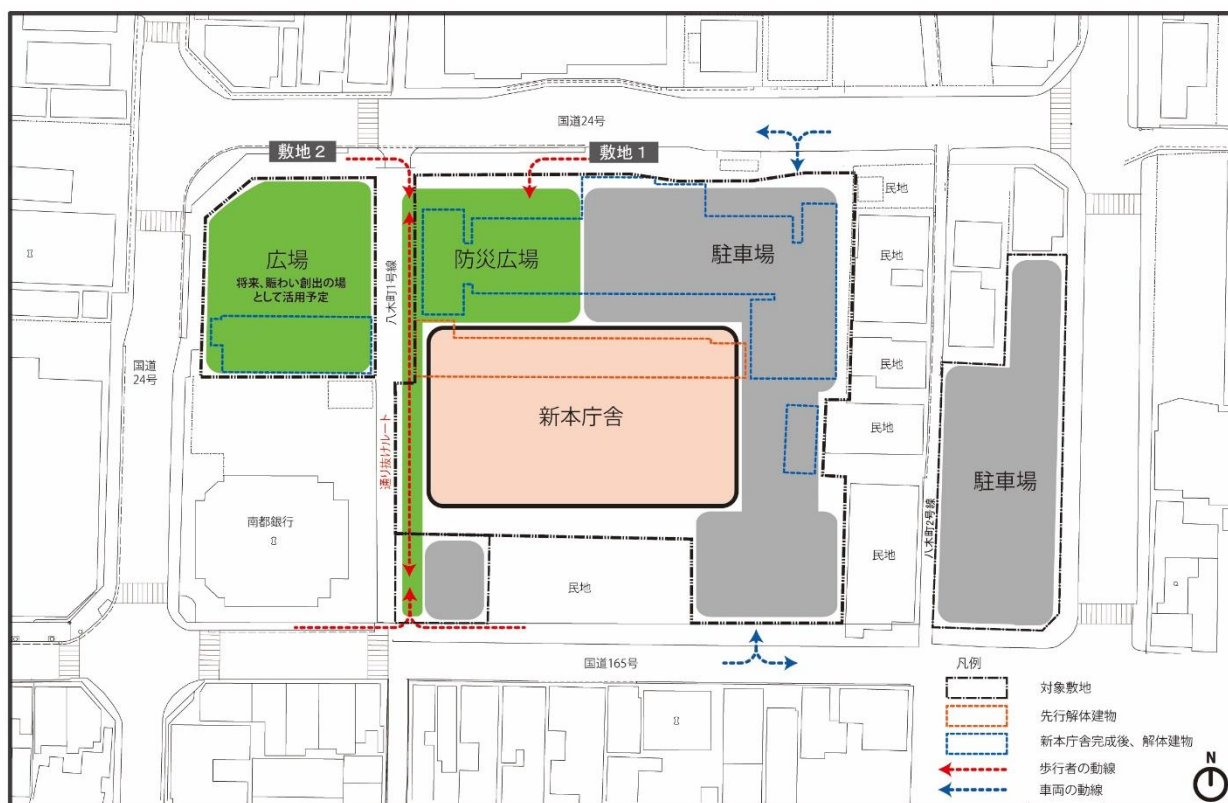 国道24号
敷地2
敷地1
民地
広場
将来、賑わい創出の場
として活用予定
八木町1号線
防災広場
駐車場
民地
国道
24号
民地
新本庁舎
民地
通り抜けルート
駐車場
南都銀行
八木町2号線
民地
民地
国道165号
凡例
対象敷地
先行解体建物
新本庁舎完成後、解体建物
歩行者の動線
車両の動線
N